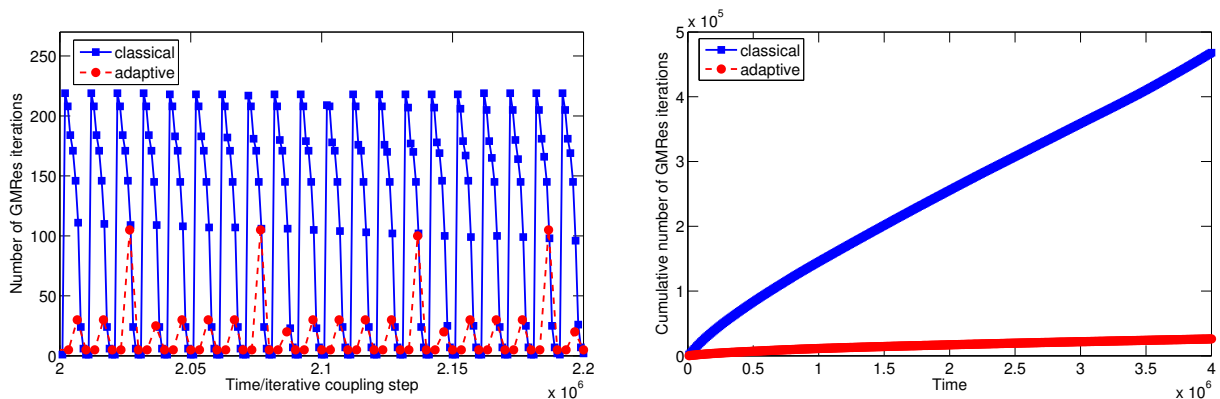 classical
adaptive
250
200
150
100
50
0
Number of GMRes iterations
2
2.05
2.1
2.15
2.2
Time/iterative coupling step
x 10^6
x 10^5
classical
adaptive
5
4
3
2
1
0
Cumulative number of GMRes iterations
0
0.5
1
1.5
2
2.5
3
3.5
4
Time
x 10^6